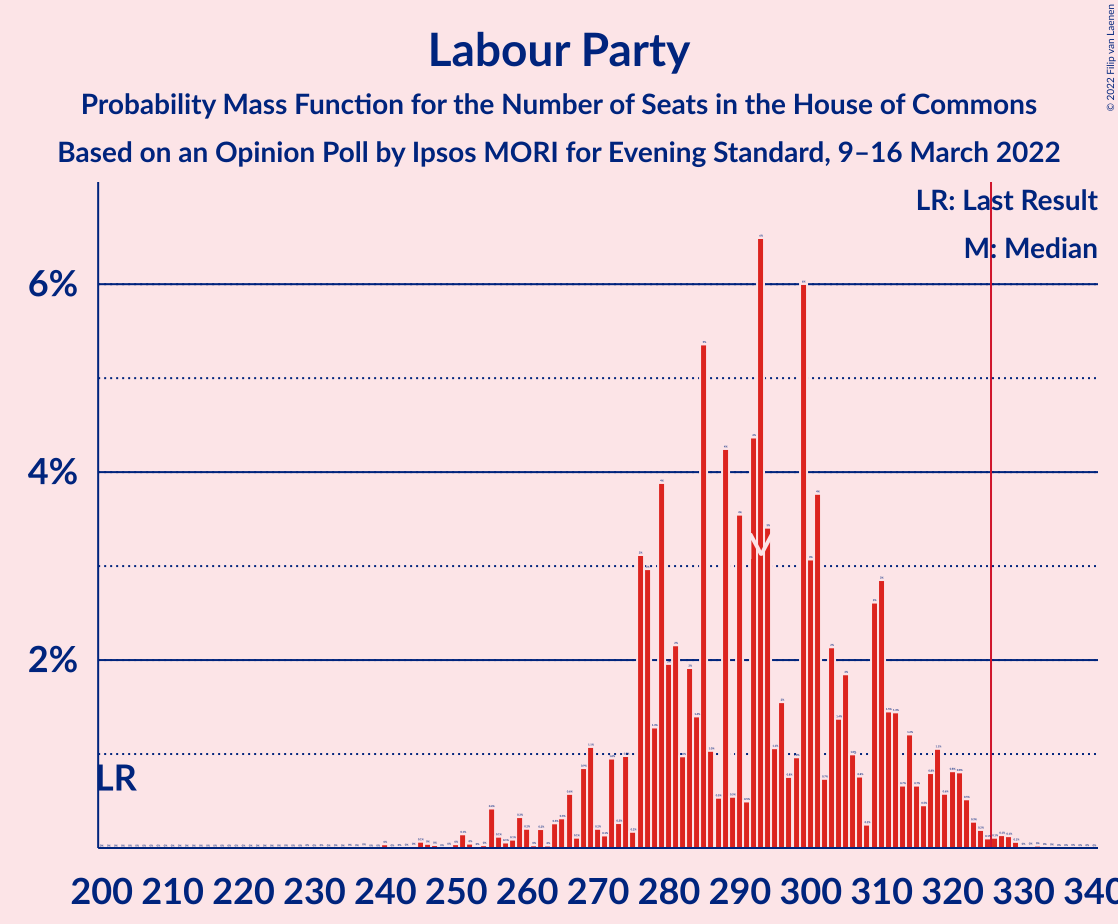 Labour Party
Probability Mass Function for the Number of Seats in the House of Commons
Based on an Opinion Poll by Ipsos MORI for Evening Standard, 9–16 March 2022
© 2022 Filip van Laenen
LR: Last Result
M: Median
6%
4%
2%
M
LR
200 210 220 230 240 250 260 270 280 290 300 310 320 330 340